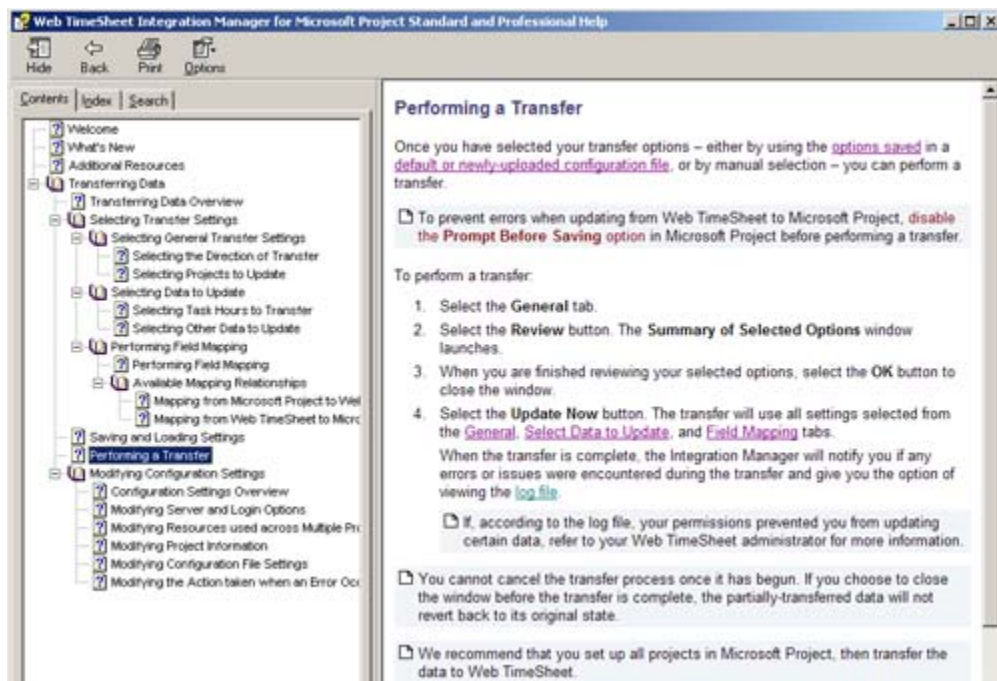 Web TimeSheet Integration Manager for Microsoft Project Standard and Professional Help
Hide Back Print Options
Contents Index Search
Welcome
What's New
Additional Resources
Transferring Data
Transferring Data Overview
Selecting Transfer Settings
Selecting General Transfer Settings
Selecting the Direction of Transfer
Selecting Projects to Update
Selecting Data to Update
Selecting Task Hours to Transfer
Selecting Other Data to Update
Performing Field Mapping
Performing Field Mapping
Available Mapping Relationships
Mapping from Microsoft Project to Wel
Mapping from Web TimeSheet to Micro
Saving and Loading Settings
Performing a Transfer
Modifying Configuration Settings
Configuration Settings Overview
Modifying Server and Login Options
Modifying Resources used across Multiple Pro
Modifying Project Information
Modifying Configuration File Settings
Modifying the Action taken when an Error Occ
Performing a Transfer
Once you have selected your transfer options – either by using the options saved in a
default or newly-uploaded configuration file, or by manual selection – you can perform a
transfer.
To prevent errors when updating from Web TimeSheet to Microsoft Project, disable
the Prompt Before Saving option in Microsoft Project before performing a transfer.
To perform a transfer:
1. Select the General tab.
2. Select the Review button. The Summary of Selected Options window
launches.
3. When you are finished reviewing your selected options, select the OK button to
close the window.
4. Select the Update Now button. The transfer will use all settings selected from
the General, Select Data to Update, and Field Mapping tabs.
When the transfer is complete, the Integration Manager will notify you if any
errors or issues were encountered during the transfer and give you the option of
viewing the log file.
If, according to the log file, your permissions prevented you from updating
certain data, refer to your Web TimeSheet administrator for more information.
You cannot cancel the transfer process once it has begun. If you choose to close
the window before the transfer is complete, the partially-transferred data will not
revert back to its original state.
We recommend that you set up all projects in Microsoft Project, then transfer the
data to Web TimeSheet.